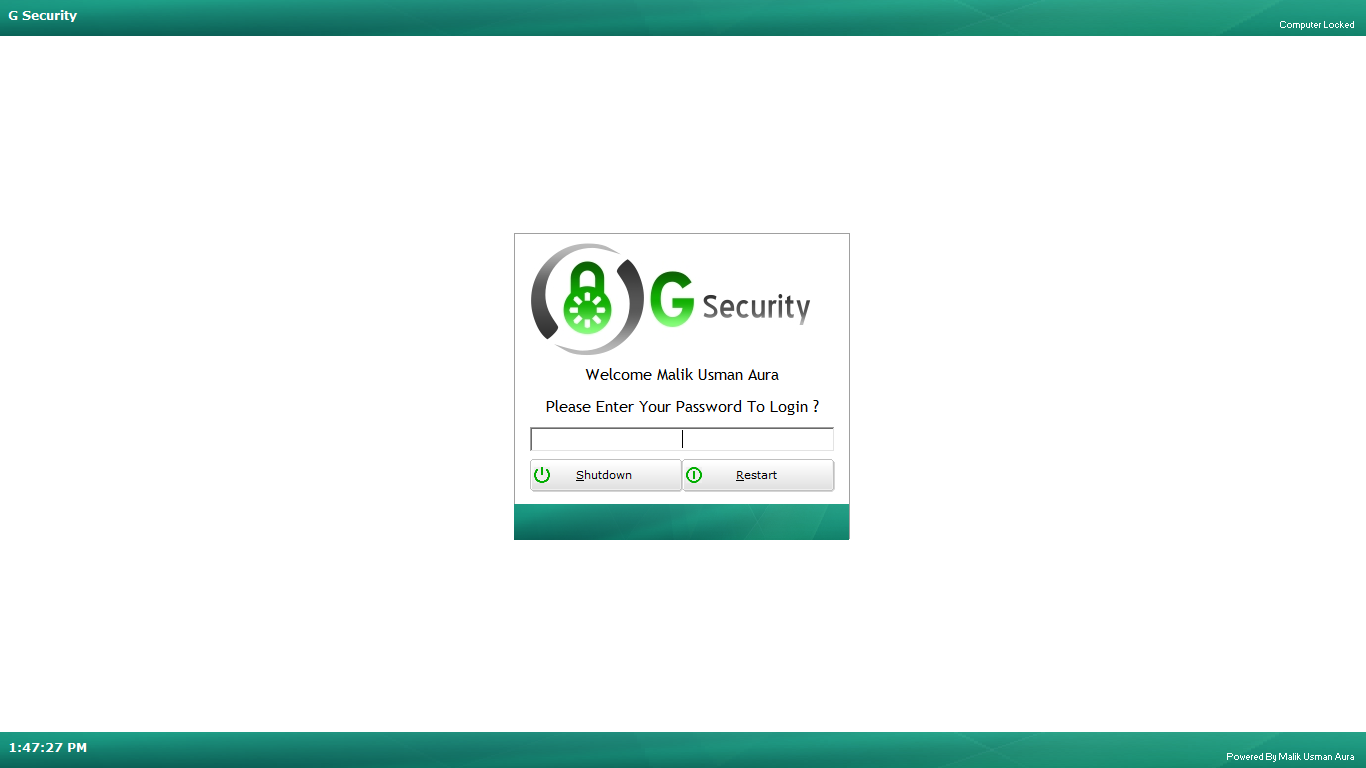 G Security
Computer Locked
G Security
Welcome Malik Usman Aura
Please Enter Your Password To Login ?
Shutdown
Restart
1:47:27 PM
Powered By Malik Usman Aura